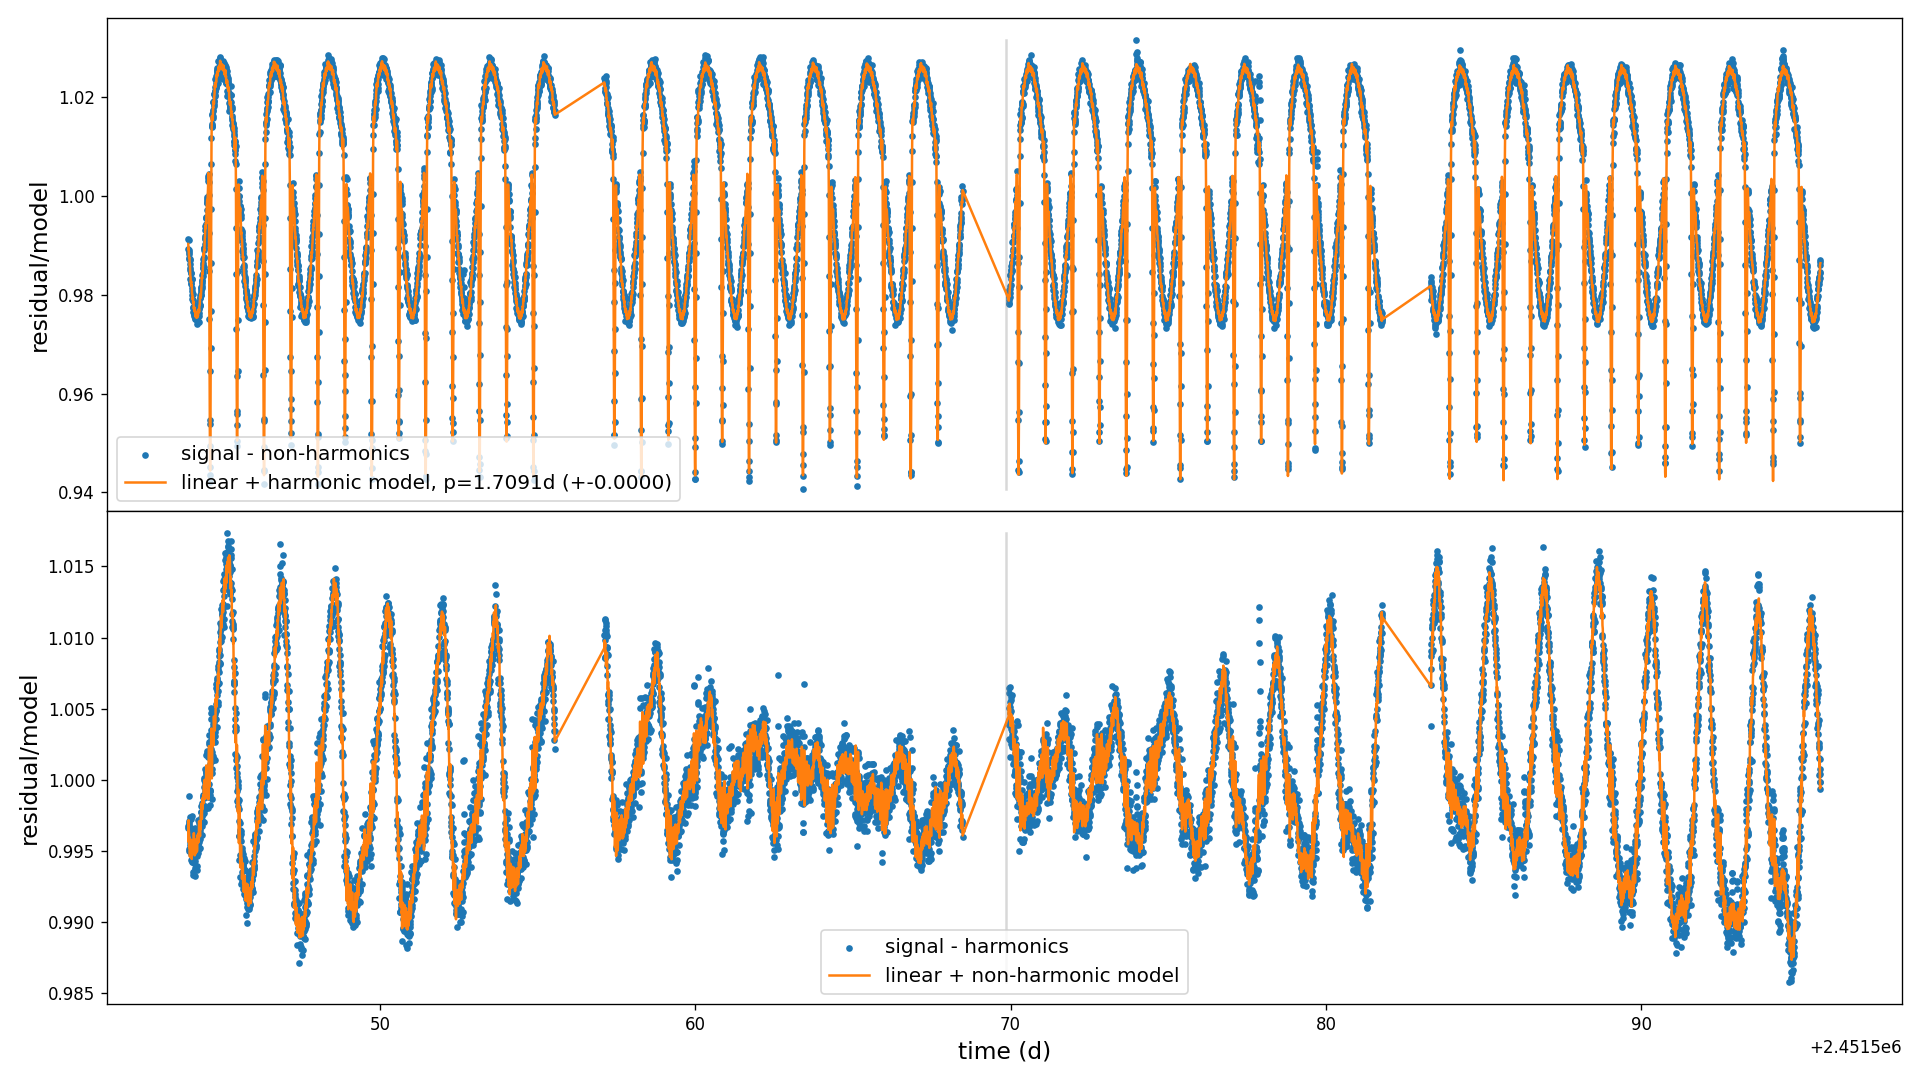 1.02
1.00
0.98
0.96
0.94
residual/model
signal - non-harmonics
linear + harmonic model, p=1.7091d (+-0.0000)
1.015
1.010
1.005
1.000
0.995
0.990
0.985
residual/model
signal - harmonics
linear + non-harmonic model
50
60
70
80
90
time (d)
+2.4515e6